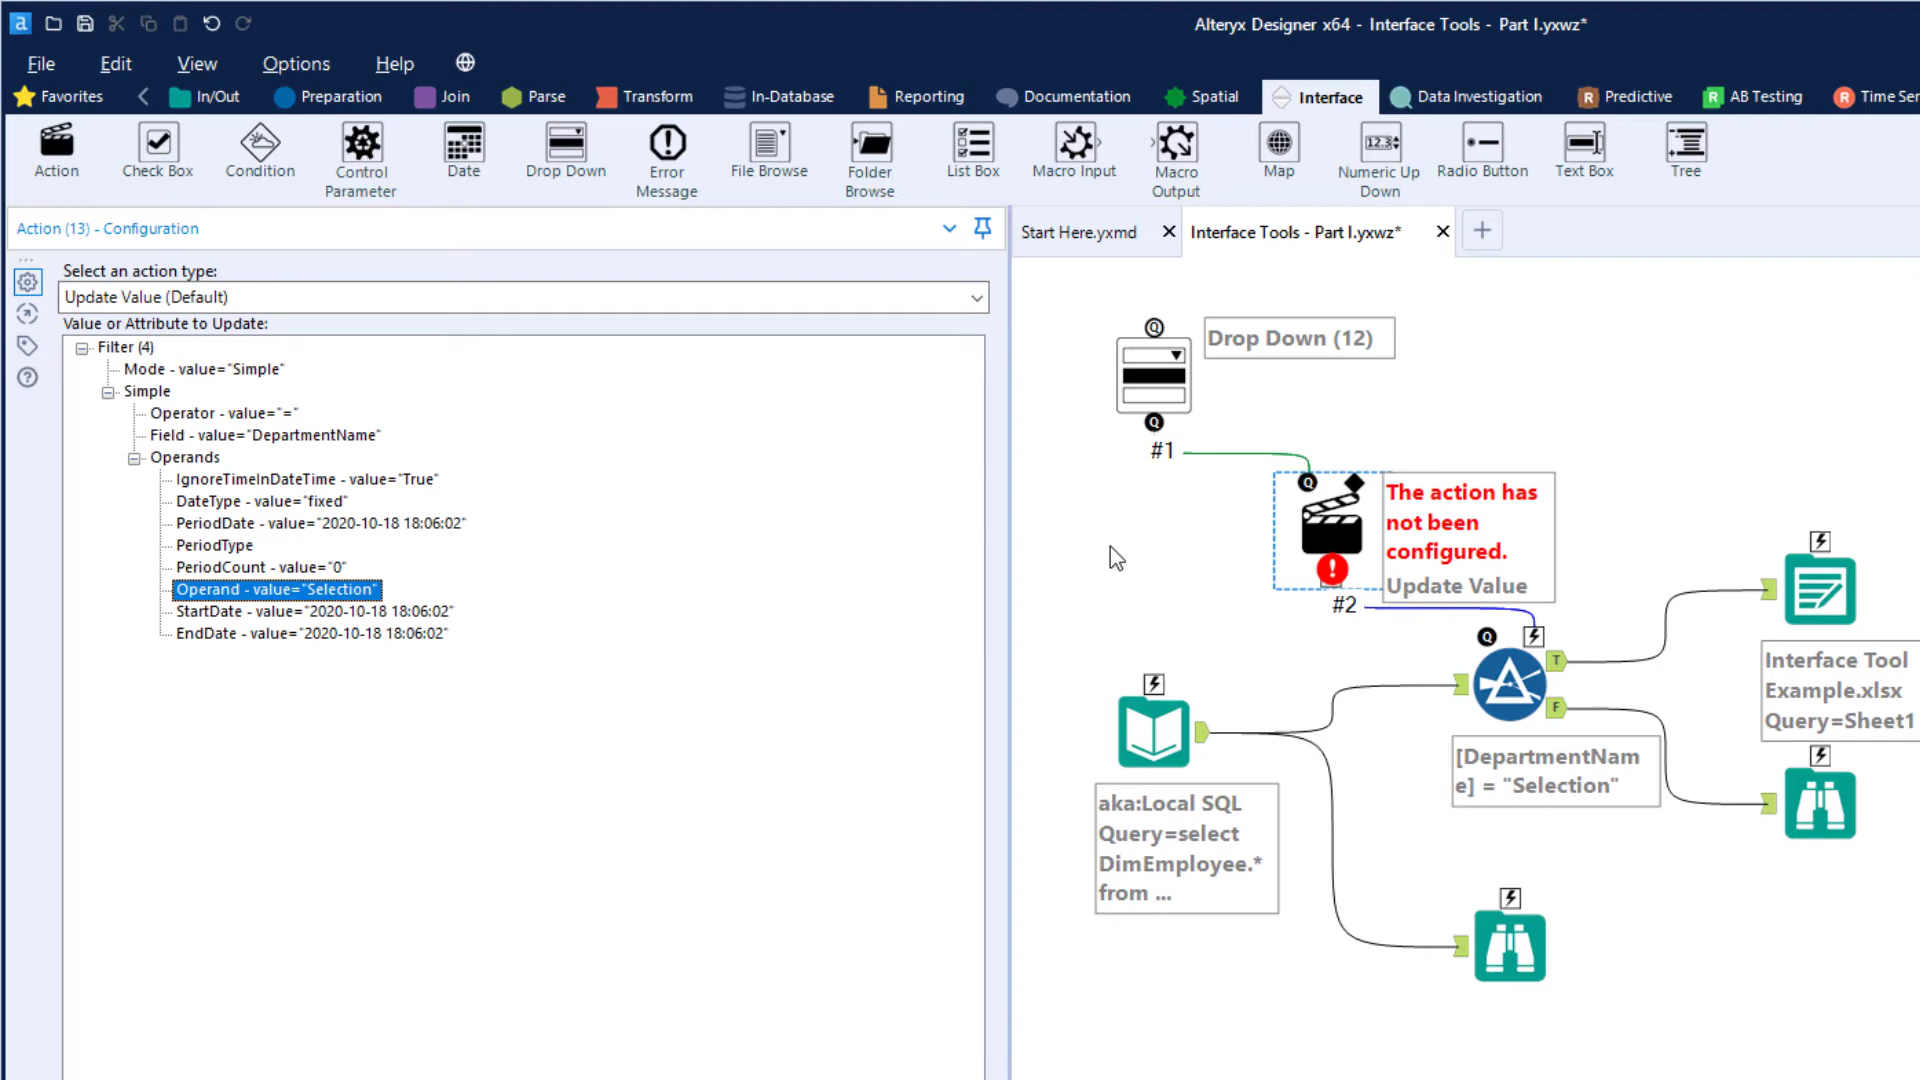 a
Alteryx Designer x64 - Interface Tools - Part I.yxwz*
File Edit View Options Help
Favorites In/Out Preparation Join Parse Transform In-Database Reporting Documentation Spatial Interface Data Investigation R Predictive R AB Testing R Time Ser
Action Check Box Condition Control Parameter Date Drop Down Error Message File Browse Folder Browse List Box Macro Input Macro Output Map 12.3 Numeric Up Down Radio Button Text Box Tree
Action (13) - Configuration
Start Here.yxmd Interface Tools - Part I.yxwz*
Select an action type:
Update Value (Default)
Value or Attribute to Update:
Filter (4)
Mode - value="Simple"
Simple
Operator - value="="
Field - value="DepartmentName"
Operands
IgnoreTimeInDateTime - value="True"
DateType - value="fixed"
PeriodDate - value="2020-10-18 18:06:02"
PeriodType
PeriodCount - value="0"
Operand - value="Selection"
StartDate - value="2020-10-18 18:06:02"
EndDate - value="2020-10-18 18:06:02"
Q
Drop Down (12)
Q
#1
Q
The action has
not been
configured.
Update Value
#2
Q
T
F
[DepartmentNam
e] = "Selection"
Interface Tool
Example.xlsx
Query=Sheet1
aka:Local SQL
Query=select
DimEmployee.*
from ...